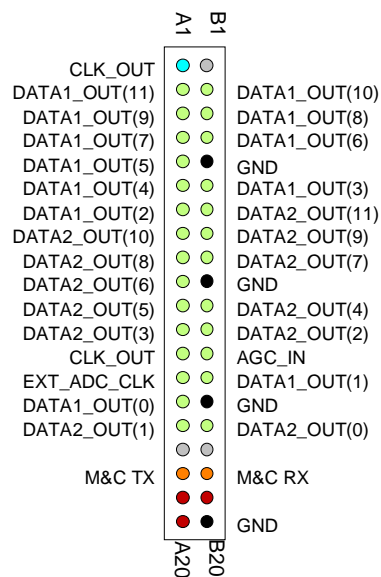 A1 B1
CLK_OUT
DATA1_OUT(11) DATA1_OUT(10)
DATA1_OUT(9) DATA1_OUT(8)
DATA1_OUT(7) DATA1_OUT(6)
DATA1_OUT(5) GND
DATA1_OUT(4) DATA1_OUT(3)
DATA1_OUT(2) DATA2_OUT(11)
DATA2_OUT(10) DATA2_OUT(9)
DATA2_OUT(8) DATA2_OUT(7)
DATA2_OUT(6) GND
DATA2_OUT(5) DATA2_OUT(4)
DATA2_OUT(3) DATA2_OUT(2)
CLK_OUT AGC_IN
EXT_ADC_CLK DATA1_OUT(1)
DATA1_OUT(0) GND
DATA2_OUT(1) DATA2_OUT(0)
M&C TX M&C RX
GND
A20 B20